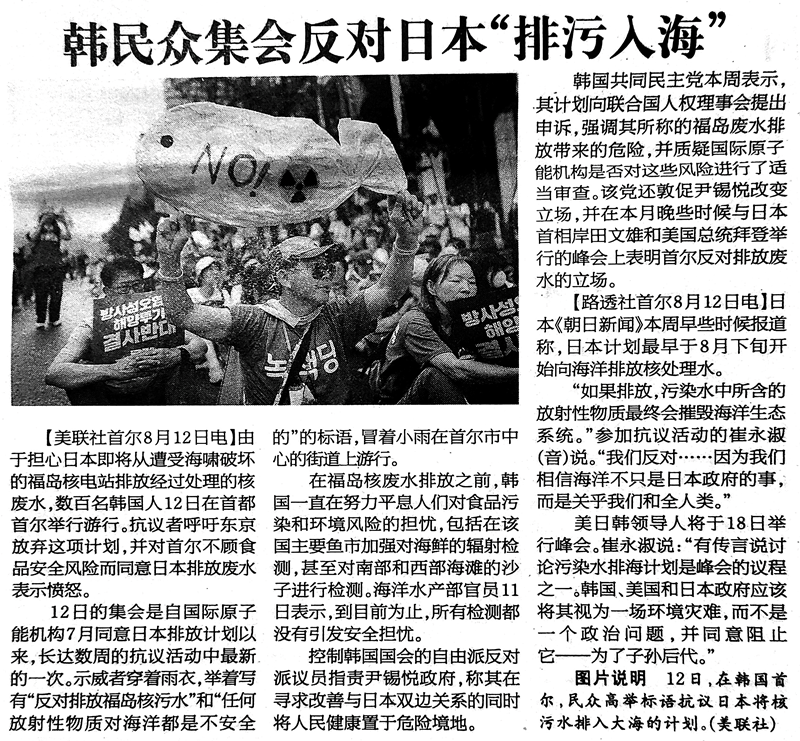 韩民众集会反对日本“排污入海”
NO!
방사성오염
해양투기
결사반대
녹색당
방사성
해양투
결사
【美联社首尔8月12日电】由
于担心日本即将从遭受海啸破坏
的福岛核电站排放经过处理的核
废水，数百名韩国人12日在首都
首尔举行游行。抗议者呼吁东京
放弃这项计划，并对首尔不顾食
品安全风险而同意日本排放废水
表示愤怒。
12日的集会是自国际原子
能机构7月同意日本排放计划以
来，长达数周的抗议活动中最新
的一次。示威者穿着雨衣，举着写
有“反对排放福岛核污水”和“任何
放射性物质对海洋都是不安全
的”的标语，冒着小雨在首尔市中
心的街道上游行。
在福岛核废水排放之前，韩
国一直在努力平息人们对食品污
染和环境风险的担忧，包括在该
国主要鱼市加强对海鲜的辐射检
测，甚至对南部和西部海滩的沙
子进行检测。海洋水产部官员11
日表示，到目前为止，所有检测都
没有引发安全担忧。
控制韩国国会的自由派反对
派议员指责尹锡悦政府，称其在
寻求改善与日本双边关系的同时
将人民健康置于危险境地。
韩国共同民主党本周表示，
其计划向联合国人权理事会提出
申诉，强调其所称的福岛废水排
放带来的危险，并质疑国际原子
能机构是否对这些风险进行了适
当审查。该党还敦促尹锡悦改变
立场，并在本月晚些时候与日本
首相岸田文雄和美国总统拜登举
行的峰会上表明首尔反对排放废
水的立场。
【路透社首尔8月12日电】日
本《朝日新闻》本周早些时候报道
称，日本计划最早于8月下旬开
始向海洋排放核处理水。
“如果排放，污染水中所含的
放射性物质最终会摧毁海洋生态
系统。”参加抗议活动的崔永淑
（音）说。“我们反对……因为我们
相信海洋不只是日本政府的事，
而是关乎我们和全人类。”
美日韩领导人将于18日举
行峰会。崔永淑说：“有传言说讨
论污染水排海计划是峰会的议程
之一。韩国、美国和日本政府应该
将其视为一场环境灾难，而不是
一个政治问题，并同意阻止
它——为了子孙后代。”
图片说明 12日，在韩国首
尔，民众高举标语抗议日本将核
污水排入大海的计划。（美联社）